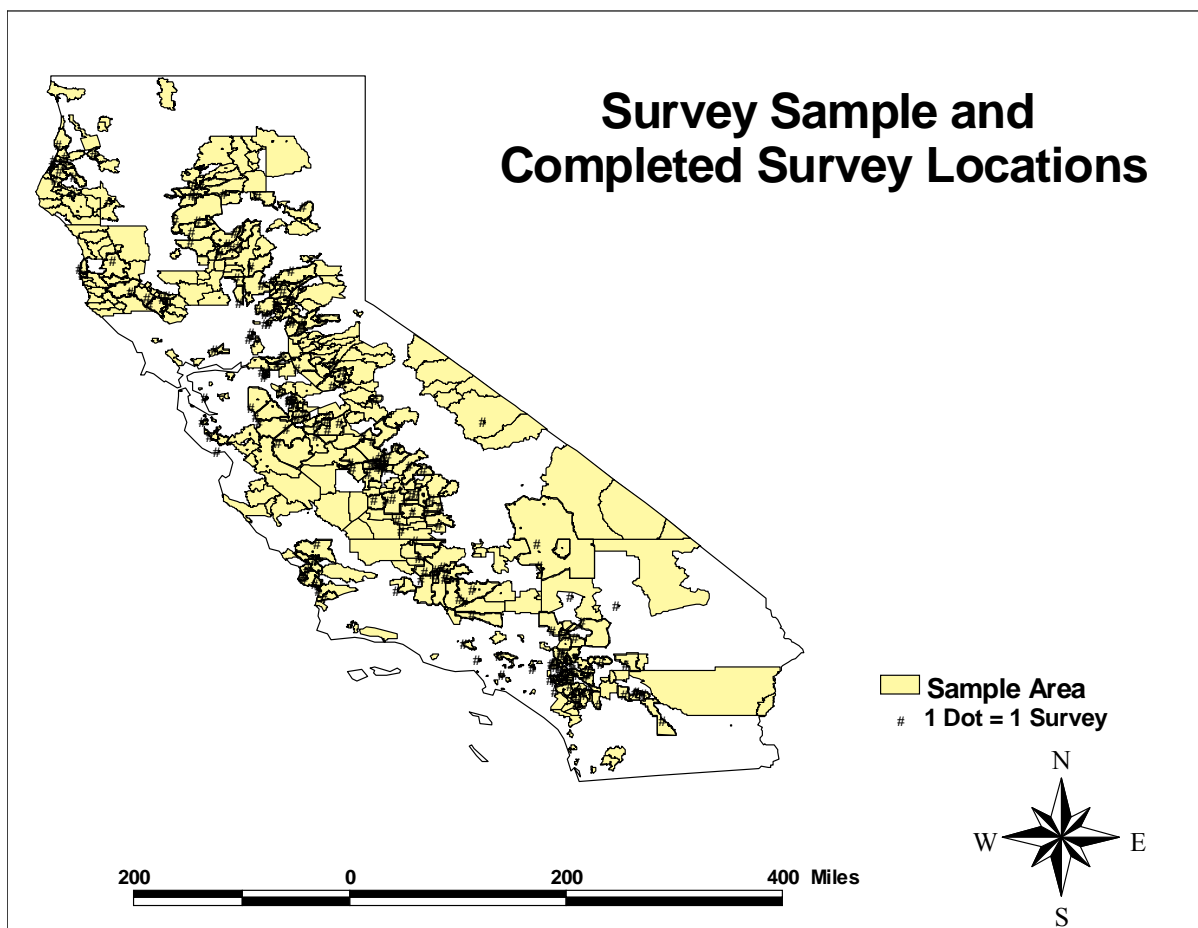 Survey Sample and
Completed Survey Locations
Sample Area
# 1 Dot = 1 Survey
N
W E
S
200 0 200 400 Miles